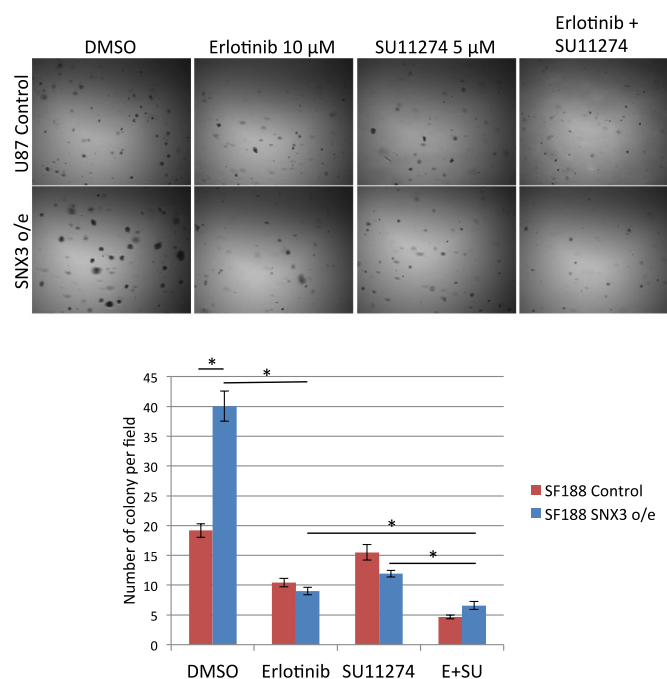 DMSO
Erlotinib 10 µM
SU11274 5 µM
Erlotinib +
SU11274
U87 Control
SNX3 o/e
*
*
*
*
Number of colony per field
45
40
35
30
25
20
15
10
5
0
DMSO
Erlotinib
SU11274
E+SU
SF188 Control
SF188 SNX3 o/e